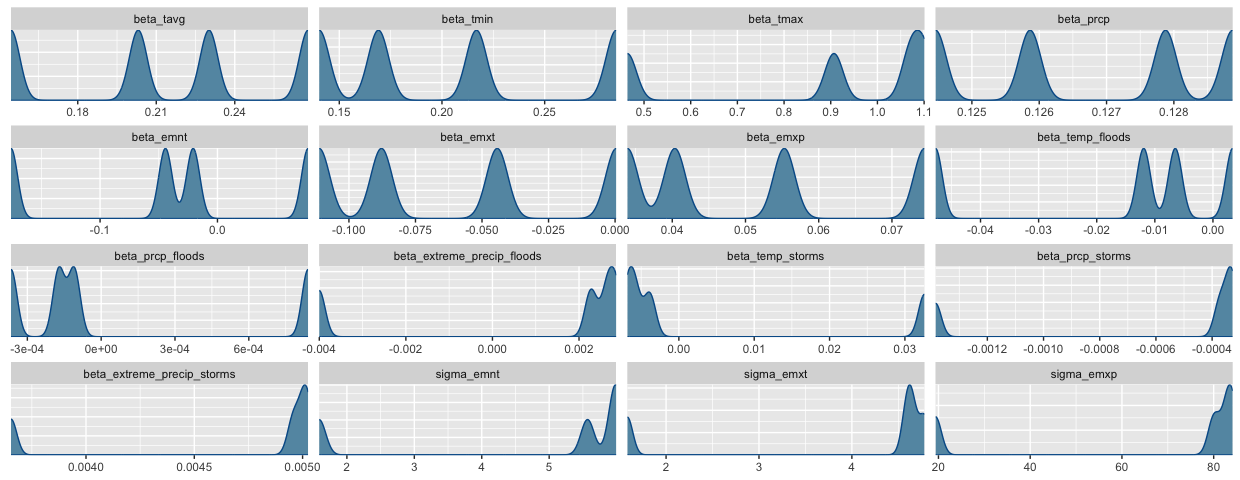 beta_tavg beta_tmin beta_tmax beta_prcp
0.18 0.21 0.24 0.15 0.20 0.25 0.5 0.6 0.7 0.8 0.9 1.0 1.1 0.125 0.126 0.127 0.128
beta_emnt beta_emxt beta_emxp beta_temp_floods
-0.1 0.0 -0.100 -0.075 -0.050 -0.025 0.000 0.04 0.05 0.06 0.07 -0.04 -0.03 -0.02 -0.01 0.00
beta_prcp_floods beta_extreme_precip_floods beta_temp_storms beta_prcp_storms
-3e-04 0e+00 3e-04 6e-04 -0.004 -0.002 0.000 0.002 0.00 0.01 0.02 0.03 -0.0012 -0.0010 -0.0008 -0.0006 -0.0004
beta_extreme_precip_storms sigma_emnt sigma_emxt sigma_emxp
0.0040 0.0045 0.0050 2 3 4 5 2 3 4 20 40 60 80